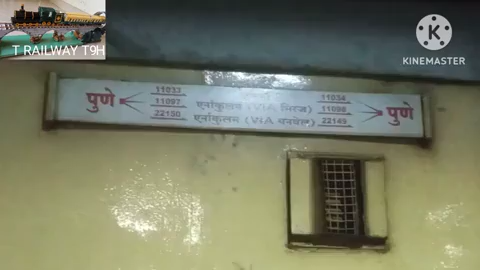 T RAILWAY T9H
KINEMASTER
11033 11034
पुणे 11097 एर्नाकुलम (VIA मिरज) 11098 पुणे
22150 एर्नाकुलम (VIA पनवेल) 22149